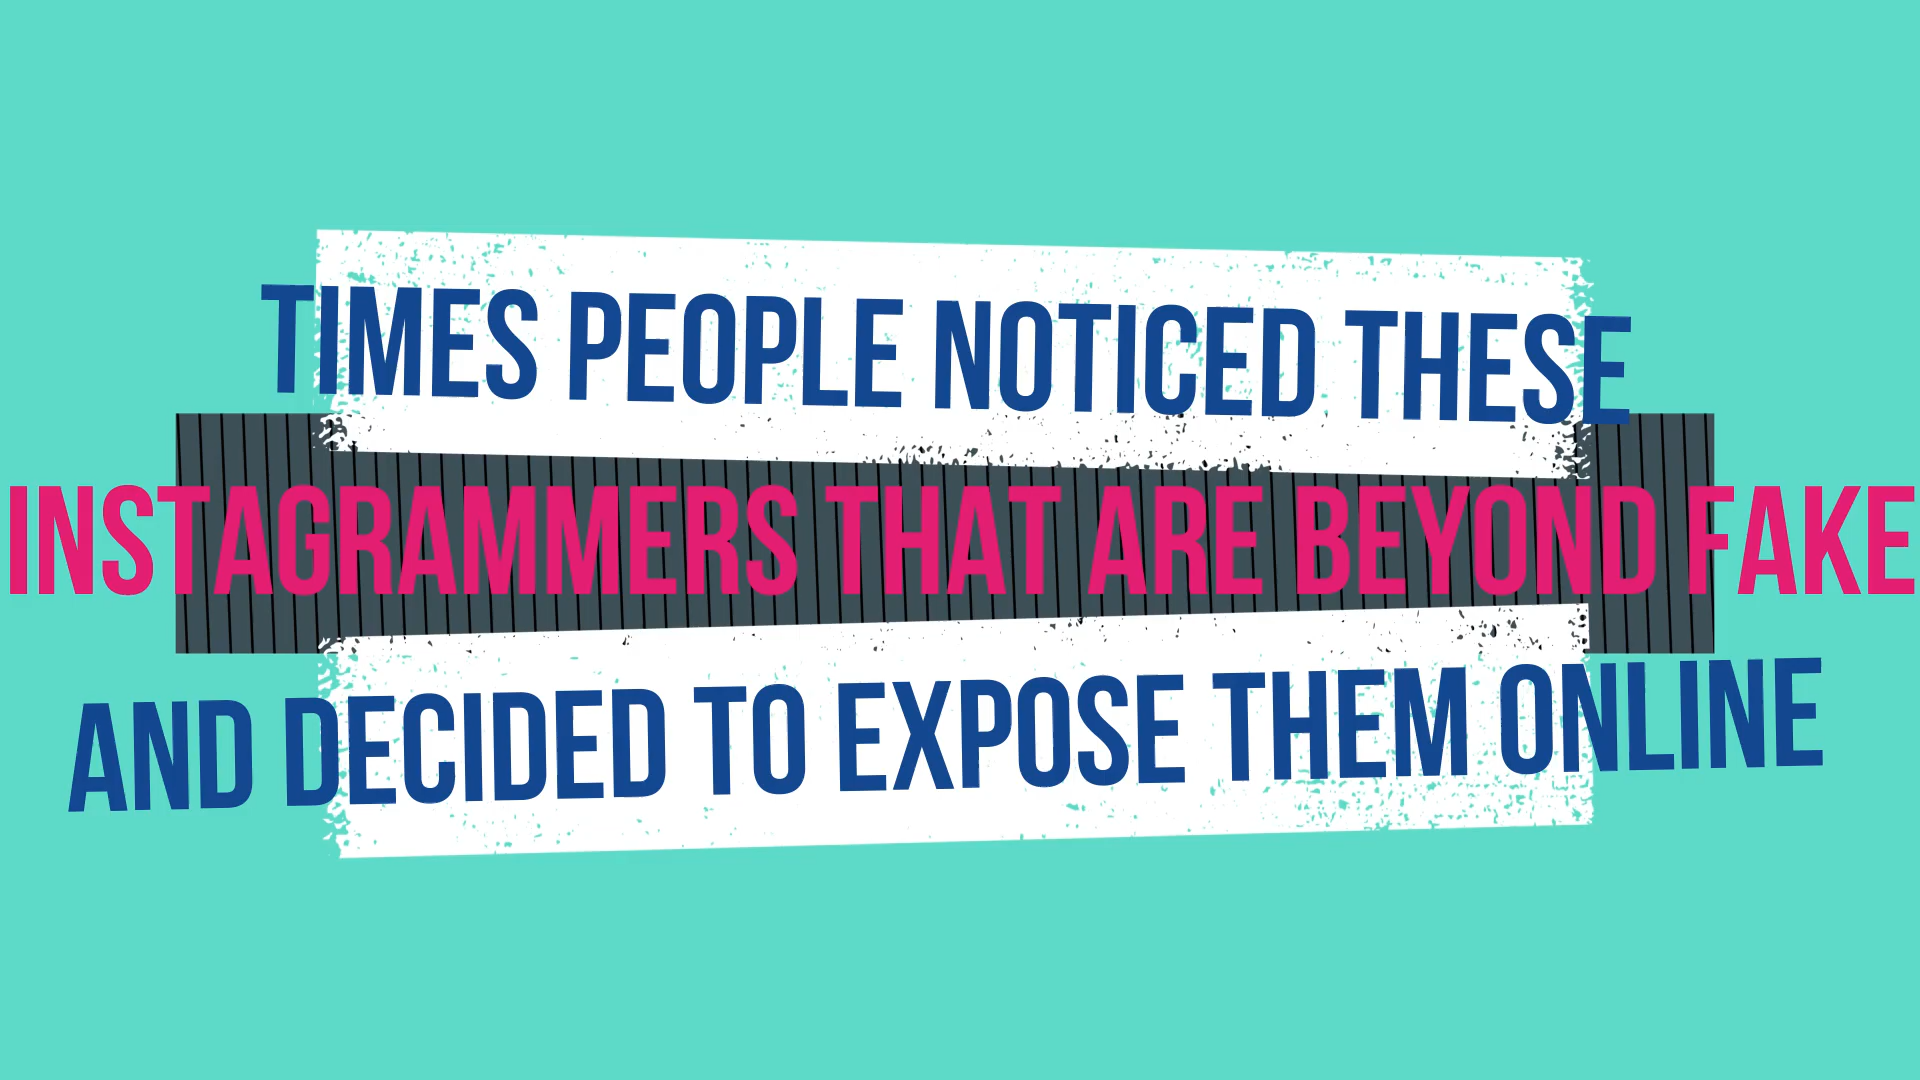 TIMES PEOPLE NOTICED THESE
INSTAGRAMMERS THAT ARE BEYOND FAKE
AND DECIDED TO EXPOSE THEM ONLINE